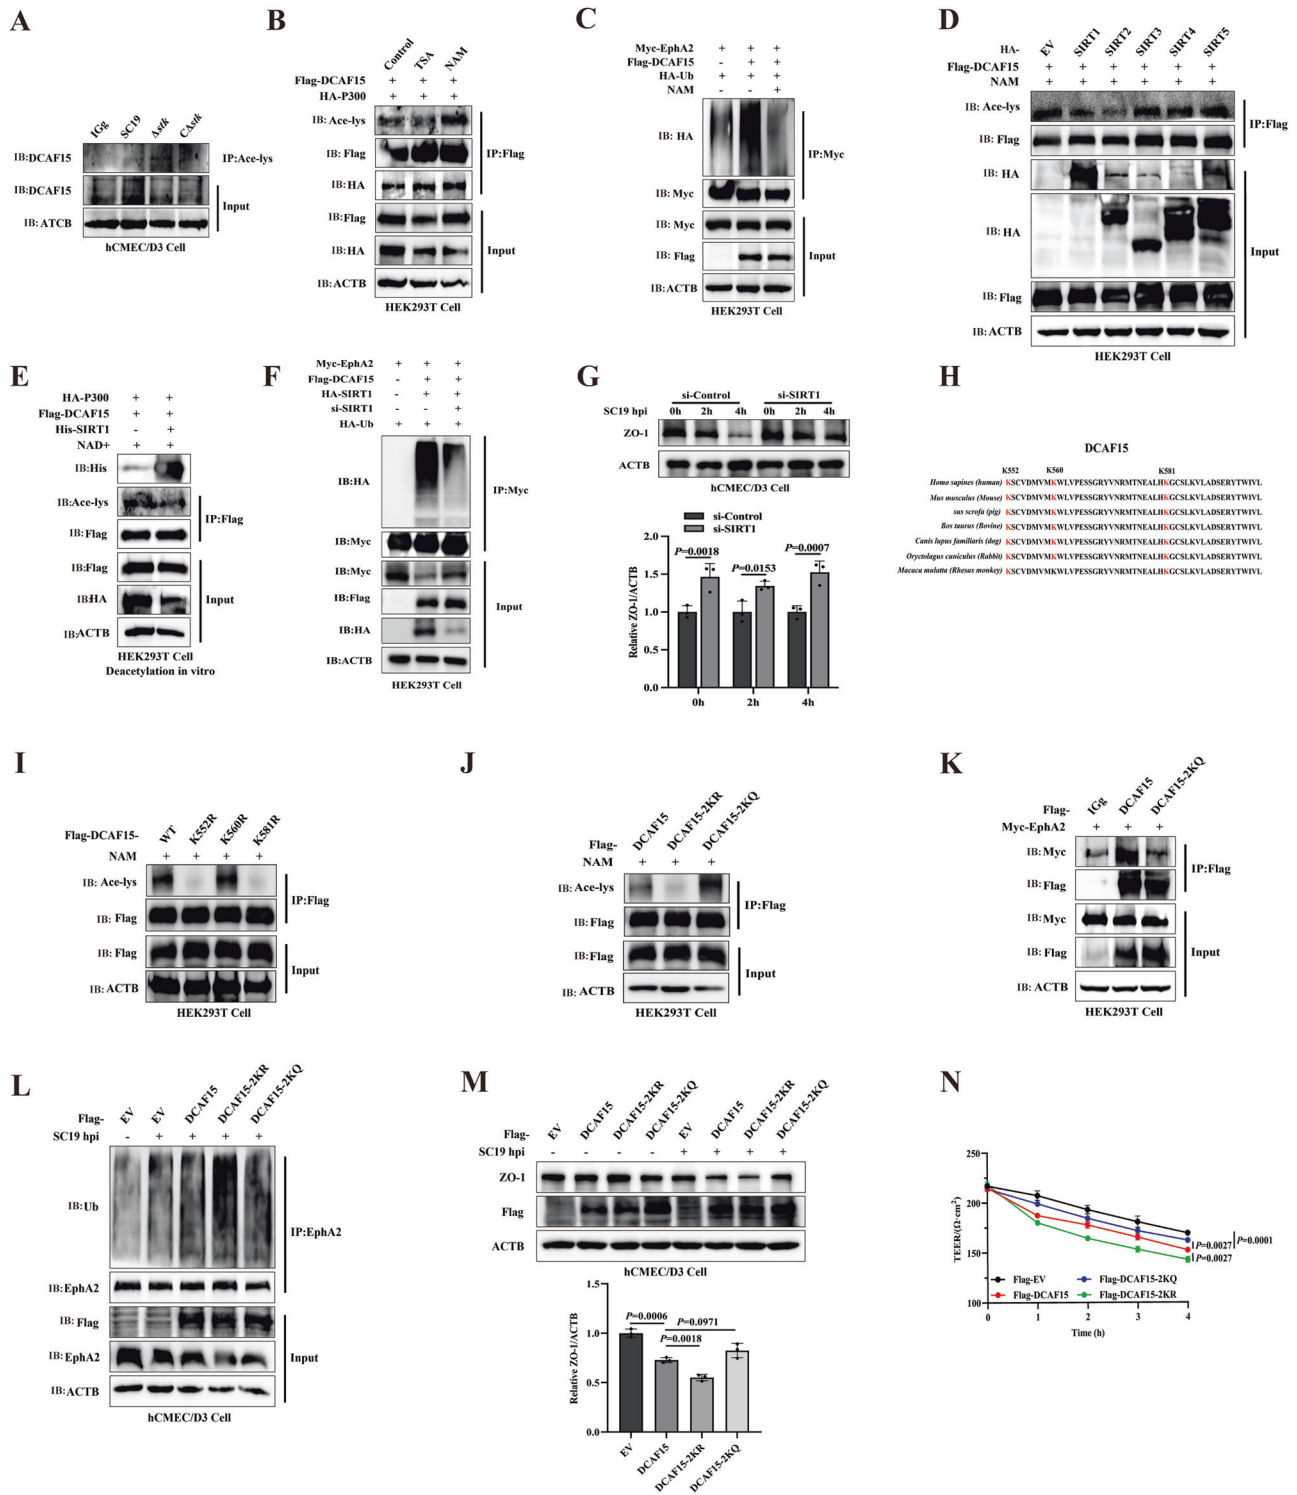 A
IGg SC19 Δstk CΔstk
IB:DCAF15 IP:Ace-lys
IB:DCAF15
Input
IB:ATCB
hCMEC/D3 Cell
B
Control TSA NAM
Flag-DCAF15 + + +
HA-P300 + + +
IB: Ace-lys
IB: Flag IP:Flag
IB:HA
IB:Flag
IB:HA Input
IB:ACTB
HEK293T Cell
C
Myc-EphA2 + + +
Flag-DCAF15 - + +
HA-Ub + + +
NAM - - +
IB: HA
IP:Myc
IB: Myc
IB: Myc
IB: Flag Input
IB:ACTB
HEK293T Cell
D
HA- EV SIRT1 SIRT2 SIRT3 SIRT4 SIRT5
Flag-DCAF15 + + + + + +
NAM + + + + + +
IB: Ace-lys
IP:Flag
IB: Flag
IB: HA
IB: HA
Input
IB: Flag
IB: ACTB
HEK293T Cell
E
HA-P300 + +
Flag-DCAF15 + +
His-SIRT1 - +
NAD+ + +
IB:His
IB:Ace-lys
IP:Flag
IB: Flag
IB:Flag
IB:HA Input
IB:ACTB
HEK293T Cell
Deacetylation in vitro
F
Myc-EphA2 + + +
Flag-DCAF15 - + +
HA-SIRT1 - + +
si-SIRT1 - - +
HA-Ub + + +
IB:HA
IP:Myc
IB:Myc
IB:Myc
IB:Flag
Input
IB:HA
IB:ACTB
HEK293T Cell
G
si-Control si-SIRT1
SC19 hpi 0h 2h 4h 0h 2h 4h
ZO-1
ACTB
hCMEC/D3 Cell
si-Control
si-SIRT1
Relative ZO-1/ACTB
2.0
1.5
1.0
0.5
0.0
P=0.0018 P=0.0153 P=0.0007
0h 2h 4h
H
DCAF15
K552 K560 K581
Homo sapines (human) KSCVDMVMKWLVPESSGRYVNRMTNEALHKGCSLKVLADSERYTWIVL
Mus musculus (Mouse) KSCVDMVMKWLVPESSGRYVNRMTNEALHKGCSLKVLADSERYTWIVL
sus scrofa (pig) KSCVDMVMKWLVPESSGRYVNRMTNEALHKGCSLKVLADSERYTWIVL
Bos taurus (Bovine) KSCVDMVMKWLVPESSGRYVNRMTNEALHKGCSLKVLADSERYTWIVL
Canis lupus familiaris (dog) KSCVDMVMKWLVPESSGRYVNRMTNEALHKGCSLKVLADSERYTWIVL
Oryctolagus cuniculus (Rabbit) KSCVDMVMKWLVPESSGRYVNRMTNEALHKGCSLKVLADSERYTWIVL
Macaca mulatta (Rhesus monkey) KSCVDMVMKWLVPESSGRYVNRMTNEALHKGCSLKVLADSERYTWIVL
I
Flag-DCAF15- WT K552R K560R K581R
NAM + + + +
IB: Ace-lys
IP:Flag
IB: Flag
IB: Flag
Input
IB: ACTB
HEK293T Cell
J
Flag- DCAF15 DCAF15-2KR DCAF15-2KQ
NAM + + +
IB: Ace-lys
IP:Flag
IB:Flag
IB:Flag
Input
IB: ACTB
HEK293T Cell
K
Flag- IGg DCAF15 DCAF15-2KQ
Myc-EphA2 + + +
IB:Myc
IP:Flag
IB:Flag
IB:Myc
IB:Flag Input
IB: ACTB
HEK293T Cell
L
Flag- EV EV DCAF15 DCAF15-2KR DCAF15-2KQ
SC19 hpi - + + + +
IB:Ub
IP:EphA2
IB:EphA2
IB: Flag
IB:EphA2 Input
IB:ACTB
hCMEC/D3 Cell
M
Flag- EV DCAF15 DCAF15-2KR DCAF15-2KQ EV DCAF15 DCAF15-2KR DCAF15-2KQ
SC19 hpi - - - - + + + +
ZO-1
Flag
ACTB
hCMEC/D3 Cell
Relative ZO-1/ACTB
1.5
1.0
0.5
0.0
P=0.0006 P=0.0971
P=0.0018
EV DCAF15 DCAF15-2KR DCAF15-2KQ
N
TEER/(Ω·cm²)
250
200
150
100
P=0.0027 P=0.0001
P=0.0027
Flag-EV Flag-DCAF15-2KQ
Flag-DCAF15 Flag-DCAF15-2KR
0 1 2 3 4
Time (h)